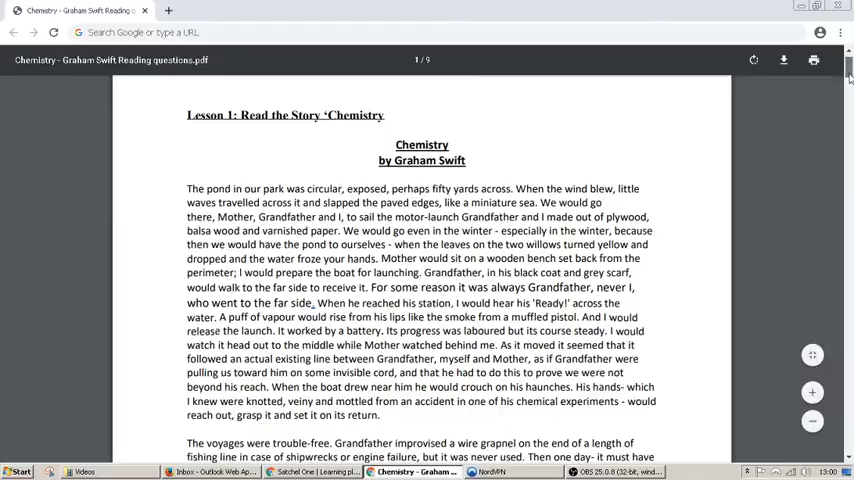 Chemistry - Graham Swift Reading q
Search Google or type a URL
Chemistry - Graham Swift Reading questions.pdf
1 / 9
Lesson 1: Read the Story ‘Chemistry
Chemistry
by Graham Swift
The pond in our park was circular, exposed, perhaps fifty yards across. When the wind blew, little
waves travelled across it and slapped the paved edges, like a miniature sea. We would go
there, Mother, Grandfather and I, to sail the motor-launch Grandfather and I made out of plywood,
balsa wood and varnished paper. We would go even in the winter - especially in the winter, because
then we would have the pond to ourselves - when the leaves on the two willows turned yellow and
dropped and the water froze your hands. Mother would sit on a wooden bench set back from the
perimeter; I would prepare the boat for launching. Grandfather, in his black coat and grey scarf,
would walk to the far side to receive it. For some reason it was always Grandfather, never I,
who went to the far side. When he reached his station, I would hear his 'Ready!' across the
water. A puff of vapour would rise from his lips like the smoke from a muffled pistol. And I would
release the launch. It worked by a battery. Its progress was laboured but its course steady. I would
watch it head out to the middle while Mother watched behind me. As it moved it seemed that it
followed an actual existing line between Grandfather, myself and Mother, as if Grandfather were
pulling us toward him on some invisible cord, and that he had to do this to prove we were not
beyond his reach. When the boat drew near him he would crouch on his haunches. His hands- which
I knew were knotted, veiny and mottled from an accident in one of his chemical experiments - would
reach out, grasp it and set it on its return.
The voyages were trouble-free. Grandfather improvised a wire grapnel on the end of a length of
fishing line in case of shipwrecks or engine failure, but it was never used. Then one day- it must have
Start
Videos
Inbox - Outlook Web Ap...
Satchel One | Learning pl...
Chemistry - Graham ...
NordVPN
OBS 25.0.8 (32-bit, wind...
13:00